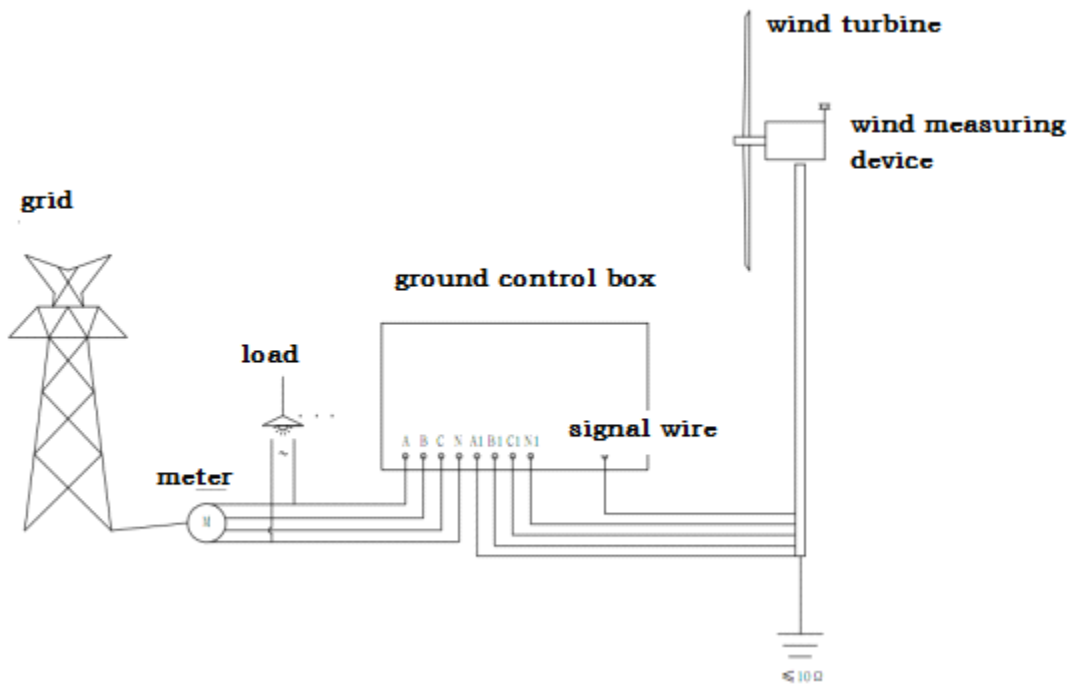 wind turbine
wind measuring
device
grid
ground control box
load
signal wire
A B C N A1 B1 C1 N1
meter
M
~
≤10Ω